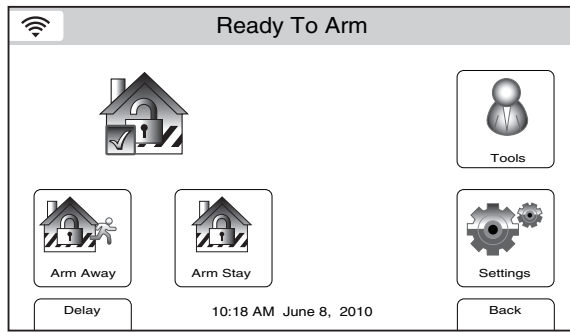 Ready To Arm
Tools
Arm Away
Arm Stay
Settings
Delay
10:18 AM June 8, 2010
Back